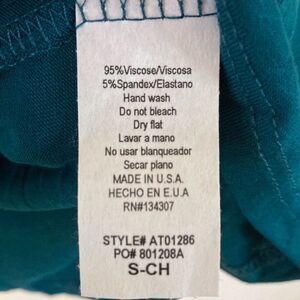 95%Viscose/Viscosa
5%Spandex/Elastano
Hand wash
Do not bleach
Dry flat
Lavar a mano
No usar blanqueador
Secar plano
MADE IN U.S.A.
HECHO EN E.U.A
RN#134307
STYLE# AT01286
PO# 801208A
S-CH